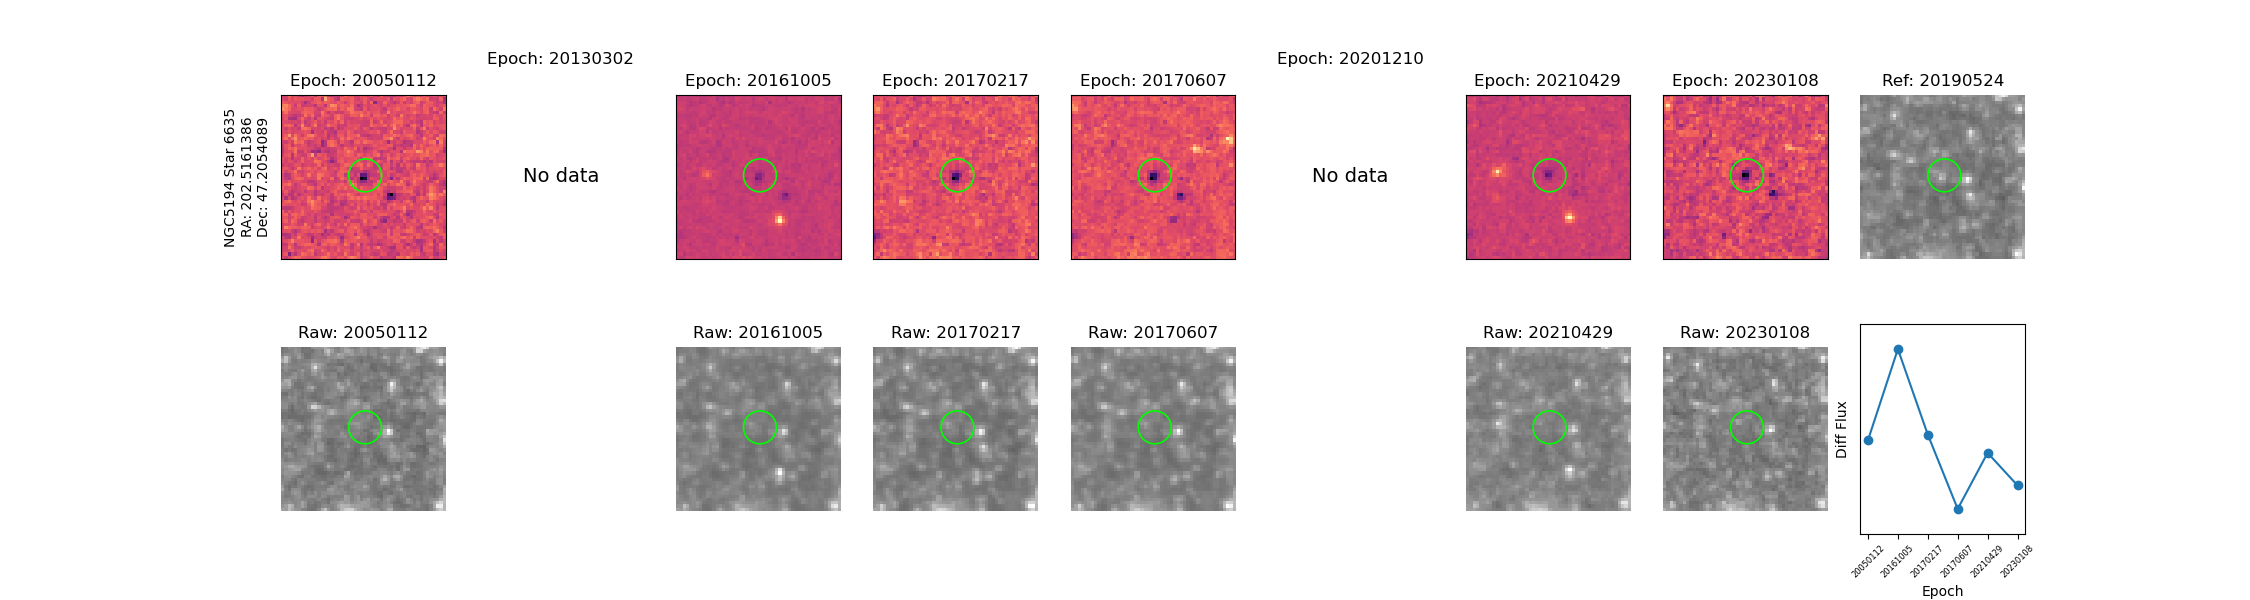 Epoch: 20130302
Epoch: 20201210
Epoch: 20050112
Epoch: 20161005
Epoch: 20170217
Epoch: 20170607
Epoch: 20210429
Epoch: 20230108
Ref: 20190524
NGC5194 Star 6635
RA: 202.5161386
Dec: 47.2054089
No data
No data
Raw: 20050112
Raw: 20161005
Raw: 20170217
Raw: 20170607
Raw: 20210429
Raw: 20230108
Diff Flux
20050112
20161005
20170217
20170607
20210429
20230108
Epoch